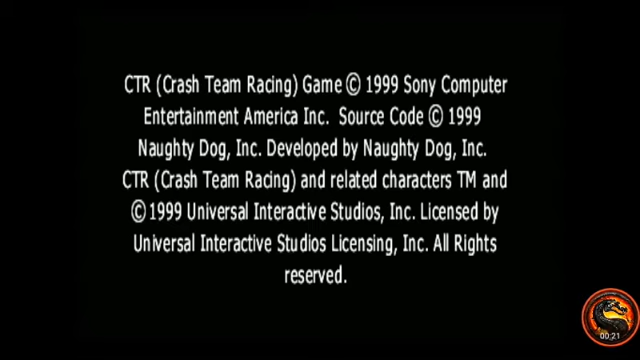 CTR (Crash Team Racing) Game © 1999 Sony Computer
Entertainment America Inc.  Source Code © 1999
Naughty Dog, Inc. Developed by Naughty Dog, Inc.
CTR (Crash Team Racing) and related characters TM and
© 1999 Universal Interactive Studios, Inc. Licensed by
Universal Interactive Studios Licensing, Inc. All Rights
reserved.
00:21